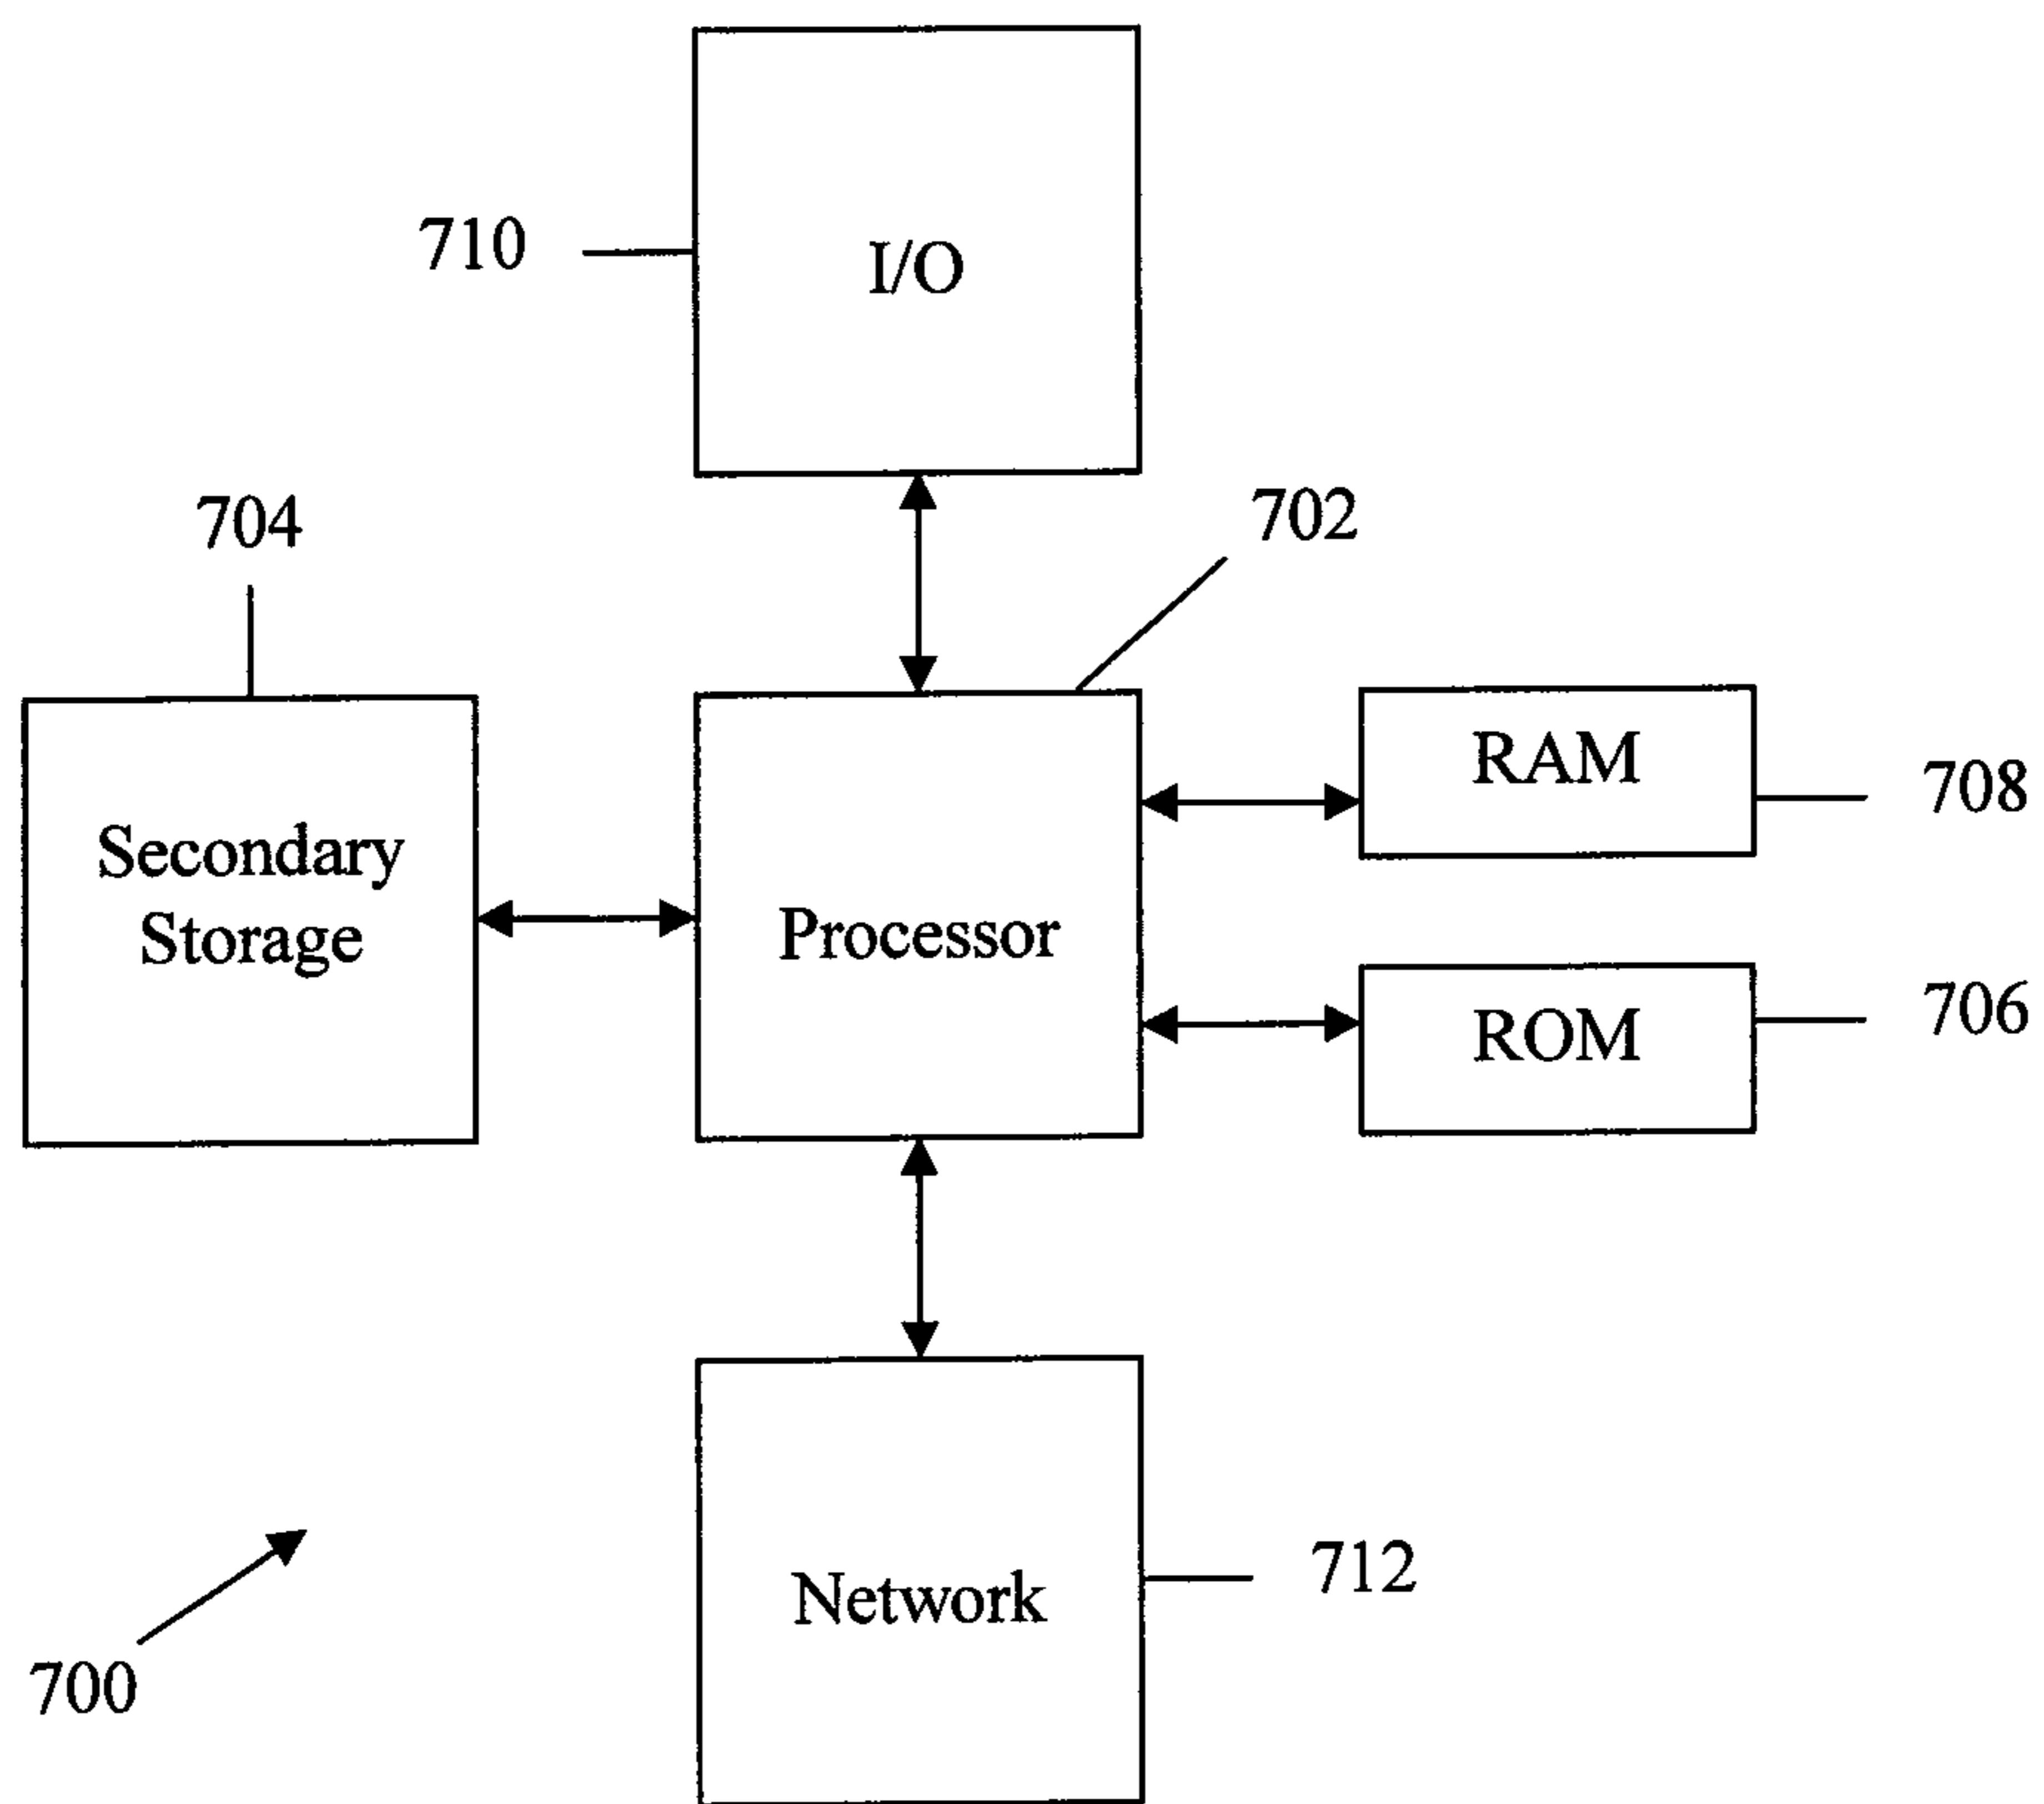 710
I/O
704
702
Secondary
Storage
Processor
RAM
708
ROM
706
Network
712
700